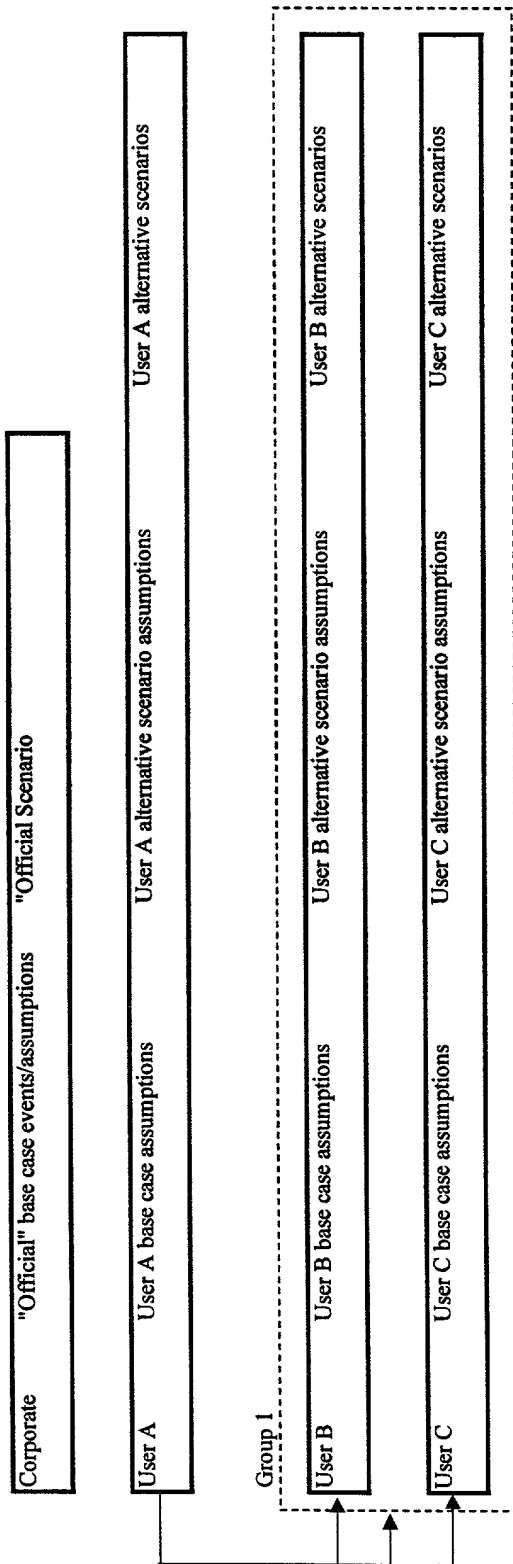 Corporate "Official" base case events/assumptions "Official Scenario
User A User A base case assumptions User A alternative scenario assumptions User A alternative scenarios
Group 1
User B User B base case assumptions User B alternative scenario assumptions User B alternative scenarios
User C User C base case assumptions User C alternative scenario assumptions User C alternative scenarios